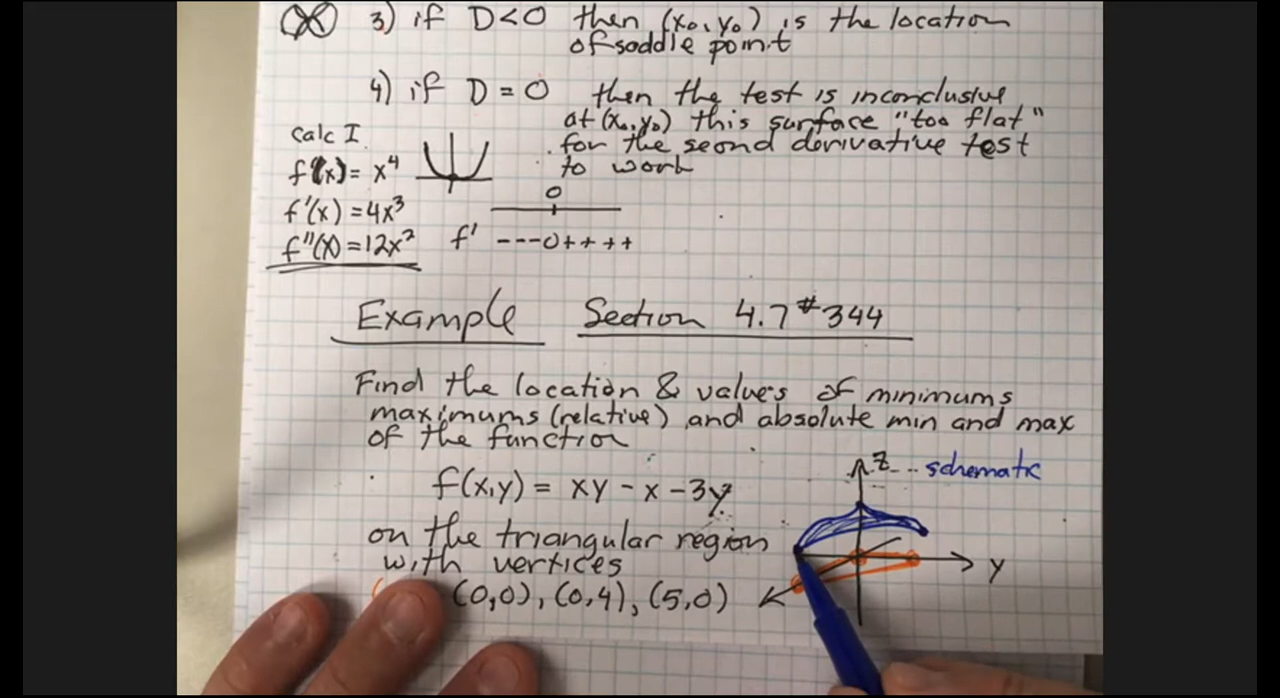 3) if D<0 then (x₀,y₀) is the location
of saddle point
4) if D = 0 then the test is inconclusive
at (x₀,y₀) this surface "too flat"
for the seond derivative test
to work
Calc I
f(x) = x⁴
f'(x) = 4x³
f''(x) = 12x²
0
f' ---0++++
Example Section 4.7 #344
Find the location & values of minimums
maximums (relative) and absolute min and max
of the function
f(x,y) = xy - x - 3y
z schematic
on the triangular region
with vertices
y
(0,0), (0,4), (5,0)